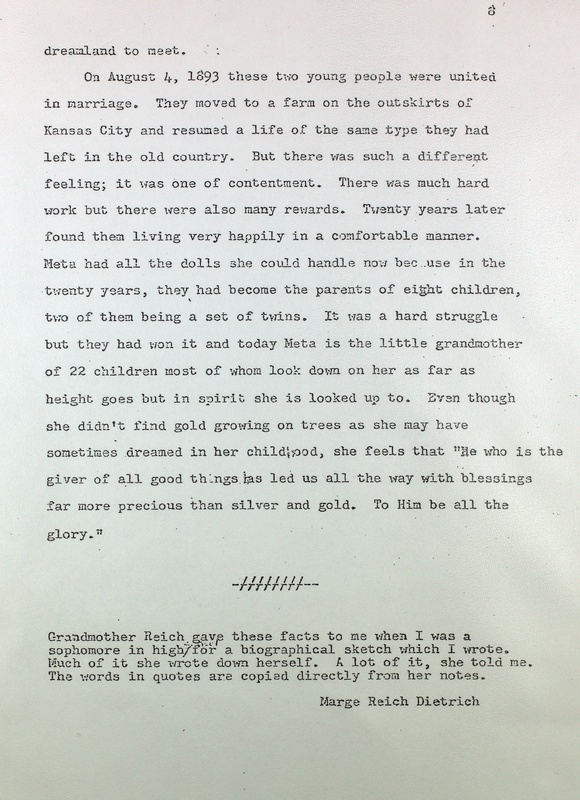 8
dreamland to meet.
On August 4, 1893 these two young people were united
in marriage. They moved to a farm on the outskirts of
Kansas City and resumed a life of the same type they had
left in the old country. But there was such a different
feeling; it was one of contentment. There was much hard
work but there were also many rewards. Twenty years later
found them living very happily in a comfortable manner.
Meta had all the dolls she could handle now because in the
twenty years, they had become the parents of eight children,
two of them being a set of twins. It was a hard struggle
but they had won it and today Meta is the little grandmother
of 22 children most of whom look down on her as far as
height goes but in spirit she is looked up to. Even though
she didn't find gold growing on trees as she may have
sometimes dreamed in her childhood, she feels that "He who is the
giver of all good things has led us all the way with blessings
far more precious than silver and gold. To Him be all the
glory."
-////////--
Grandmother Reich gave these facts to me when I was a
sophomore in high/for a biographical sketch which I wrote.
Much of it she wrote down herself. A lot of it, she told me.
The words in quotes are copied directly from her notes.
Marge Reich Dietrich